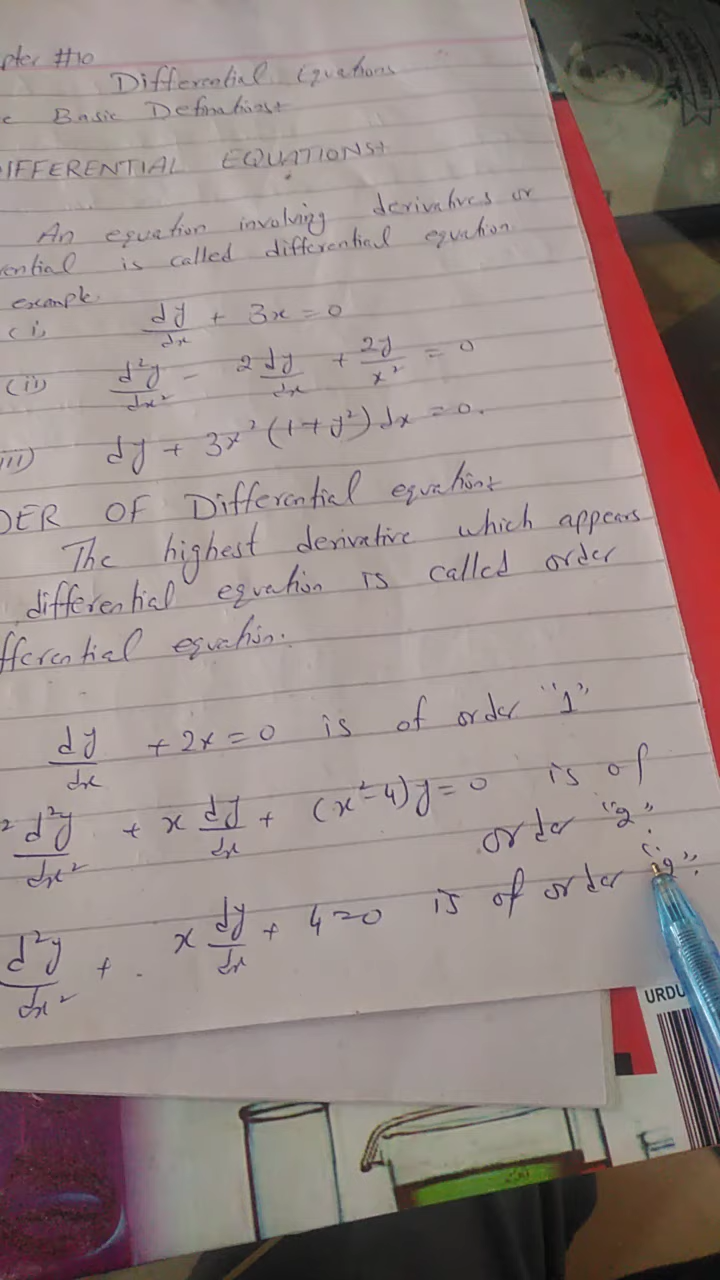 pter #10
Differential Equations
e Basic Definations:
IFFERENTIAL EQUATIONS:
An equation involving derivatives or
ential is called differential equation.
example.
(i) dy/dx + 3x = 0
(ii) d²y/dx² - 2 dy/dx + 2y/x² = 0
iii) dy + 3x²(1+y²)dx = 0.
DER OF Differential equation:
The highest derivative which appears
differential equation is called order
fferential equation.
dy/dx + 2x = 0 is of order "1"
² d²y/dx² + x dy/dx + (x²-4)y = 0 is of
order "2".
d²y/dx² + x dy/dx + 4 = 0 is of order "2".
URDU